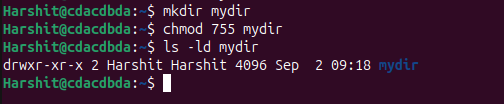 Harshit@cdacdbda:~$ mkdir mydir
Harshit@cdacdbda:~$ chmod 755 mydir
Harshit@cdacdbda:~$ ls -ld mydir
drwxr-xr-x 2 Harshit Harshit 4096 Sep  2 09:18 mydir
Harshit@cdacdbda:~$